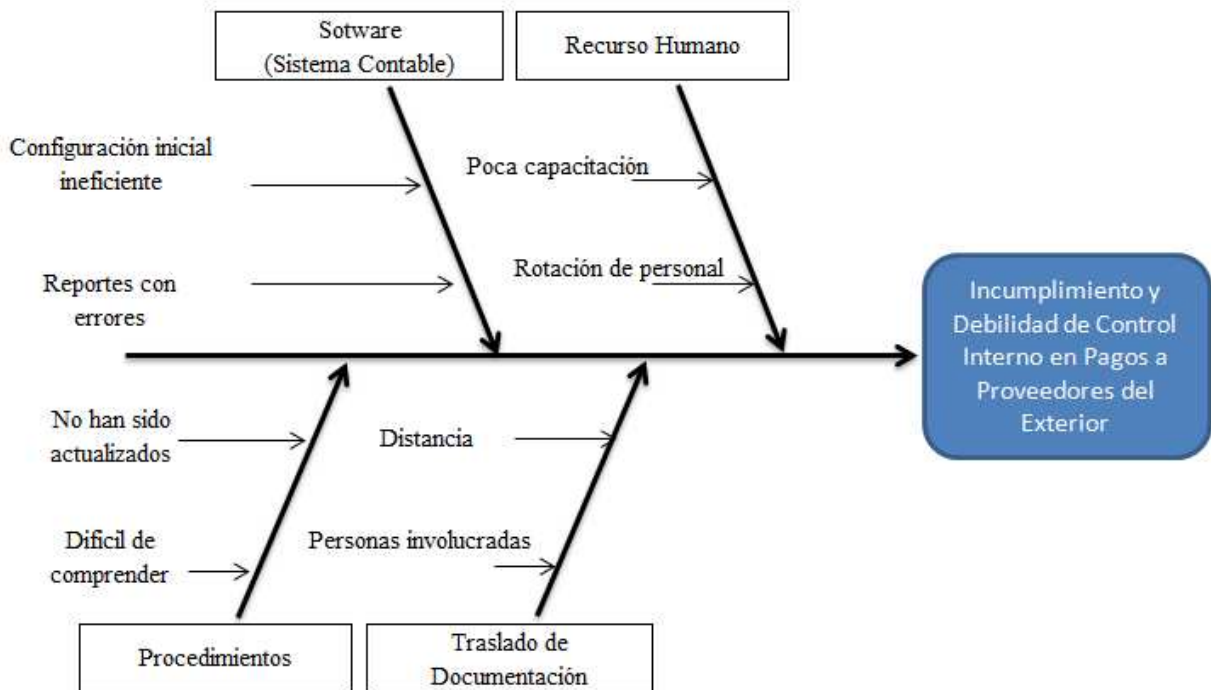 Sotware
(Sistema Contable)
Recurso Humano
Configuración inicial
ineficiente
Poca capacitación
Reportes con
errores
Rotación de personal
Incumplimiento y
Debilidad de Control
Interno en Pagos a
Proveedores del
Exterior
No han sido
actualizados
Distancia
Dificil de
comprender
Personas involucradas
Procedimientos
Traslado de
Documentación